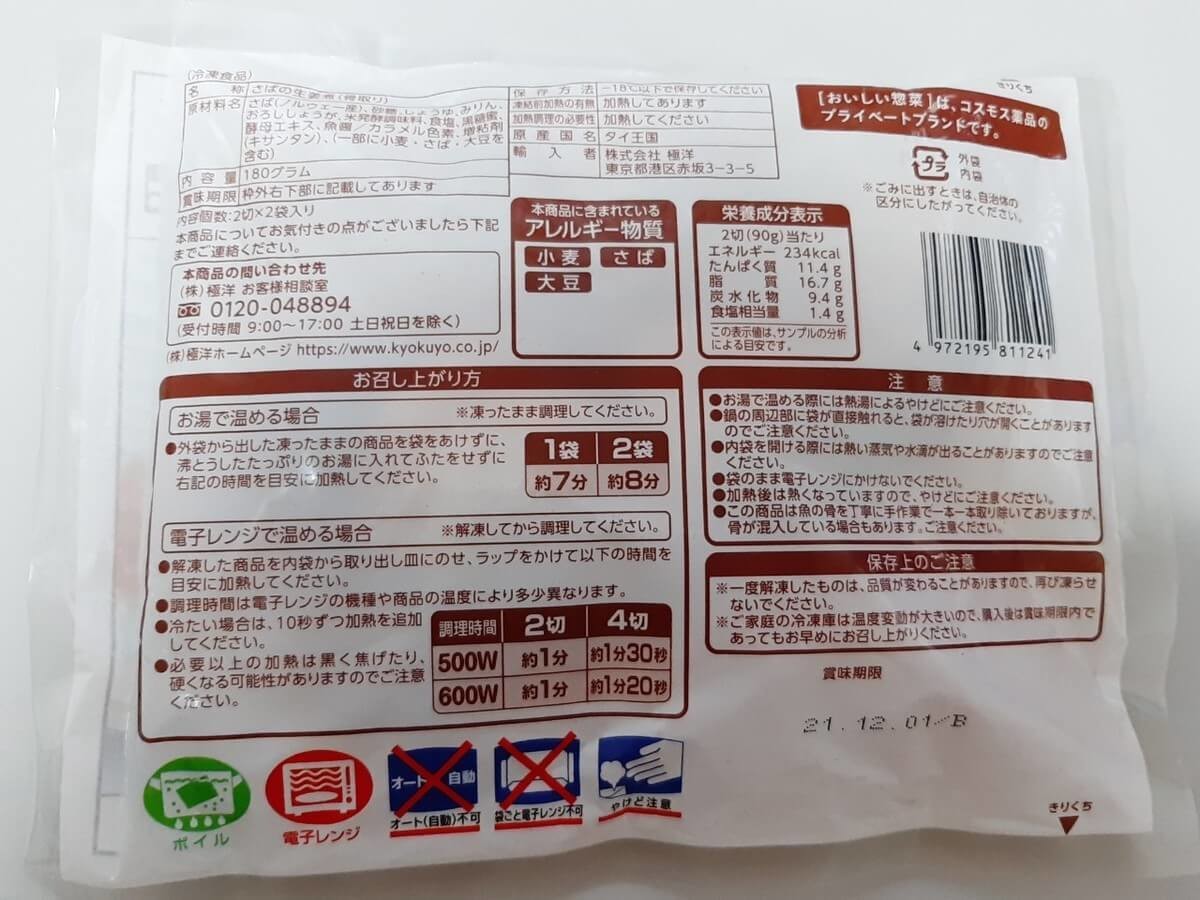 (冷凍食品)
名 称 さばの生姜煮(骨取り)
原材料名 さば(ノルウェー産)、砂糖、しょうゆ、みりん、
おろししょうが、米発酵調味料、食塩、黒糖蜜、
酵母エキス、魚醤/カラメル色素、増粘剤
(キサンタン)、(一部に小麦・さば・大豆を
含む)
内 容 量 180グラム
賞味期限 枠外右下部に記載してあります
保存方法 -18℃以下で保存してください
凍結前加熱の有無 加熱してあります
加熱調理の必要性 加熱してください
原産国名 タイ王国
輸入者 株式会社 極洋
東京都港区赤坂3-3-5
内容個数:2切×2袋入り
本商品についてお気付きの点がございましたら下記
までご連絡ください。
本商品の問い合わせ先
(株)極洋 お客様相談室
0120-048894
(受付時間 9:00〜17:00 土日祝日を除く)
(株)極洋ホームページ https://www.kyokuyo.co.jp/
本商品に含まれている
アレルギー物質
小麦 さば
大豆
栄養成分表示
2切(90g)当たり
エネルギー 234kcal
たんぱく質 11.4g
脂質 16.7g
炭水化物 9.4g
食塩相当量 1.4g
この表示値は、サンプルの分析
による目安です。
きりくち
[おいしい惣菜]は、コスモス薬品の
プライベートブランドです。
プラ
外袋
内袋
※ごみに出すときは、自治体の
区分にしたがってください。
4 972195 811241
お召し上がり方
お湯で温める場合 ※凍ったまま調理してください。
●外袋から出した凍ったままの商品を袋をあけずに、
沸とうしたたっぷりのお湯に入れてふたをせずに
右記の時間を目安に加熱してください。
1袋 2袋
約7分 約8分
電子レンジで温める場合 ※解凍してから調理してください。
●解凍した商品を内袋から取り出し皿にのせ、ラップをかけて以下の時間を
目安に加熱してください。
●調理時間は電子レンジの機種や商品の温度により多少異なります。
●冷たい場合は、10秒ずつ加熱を追加
してください。
●必要以上の加熱は黒く焦げたり、
硬くなる可能性がありますのでご注意
ください。
調理時間 2切 4切
500W 約1分 約1分30秒
600W 約1分 約1分20秒
注 意
●お湯で温める際には熱湯によるやけどにご注意ください。
●鍋の周辺部に袋が直接触れると、袋が溶けたり穴が開くことがあります
のでご注意ください。
●内袋を開ける際には熱い蒸気や水滴が出ることがありますのでご注意
ください。
●袋のまま電子レンジにかけないでください。
●加熱後は熱くなっていますので、やけどにご注意ください。
●この商品は魚の骨を丁寧に手作業で一本一本取り除いておりますが、
骨が混入している場合もあります。ご注意ください。
保存上のご注意
※一度解凍したものは、品質が変わることがありますので、再び凍らせ
ないでください。
※ご家庭の冷凍庫は温度変動が大きいので、購入後は賞味期限内で
あってもお早めにお召し上がりください。
賞味期限
21.12.01/B
ボイル
電子レンジ
オート 自動
オート(自動)不可
袋ごと電子レンジ不可
やけど注意
きりくち